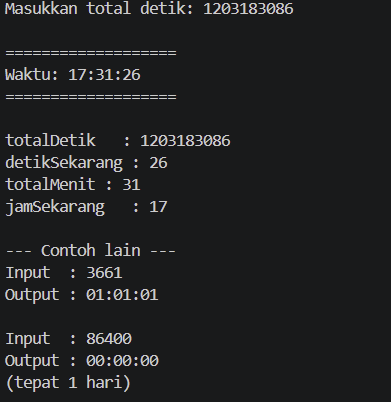 Masukkan total detik: 1203183086
===================
Waktu: 17:31:26
===================
totalDetik   : 1203183086
detikSekarang : 26
totalMenit : 31
jamSekarang   : 17
--- Contoh lain ---
Input  : 3661
Output : 01:01:01
Input  : 86400
Output : 00:00:00
(tepat 1 hari)